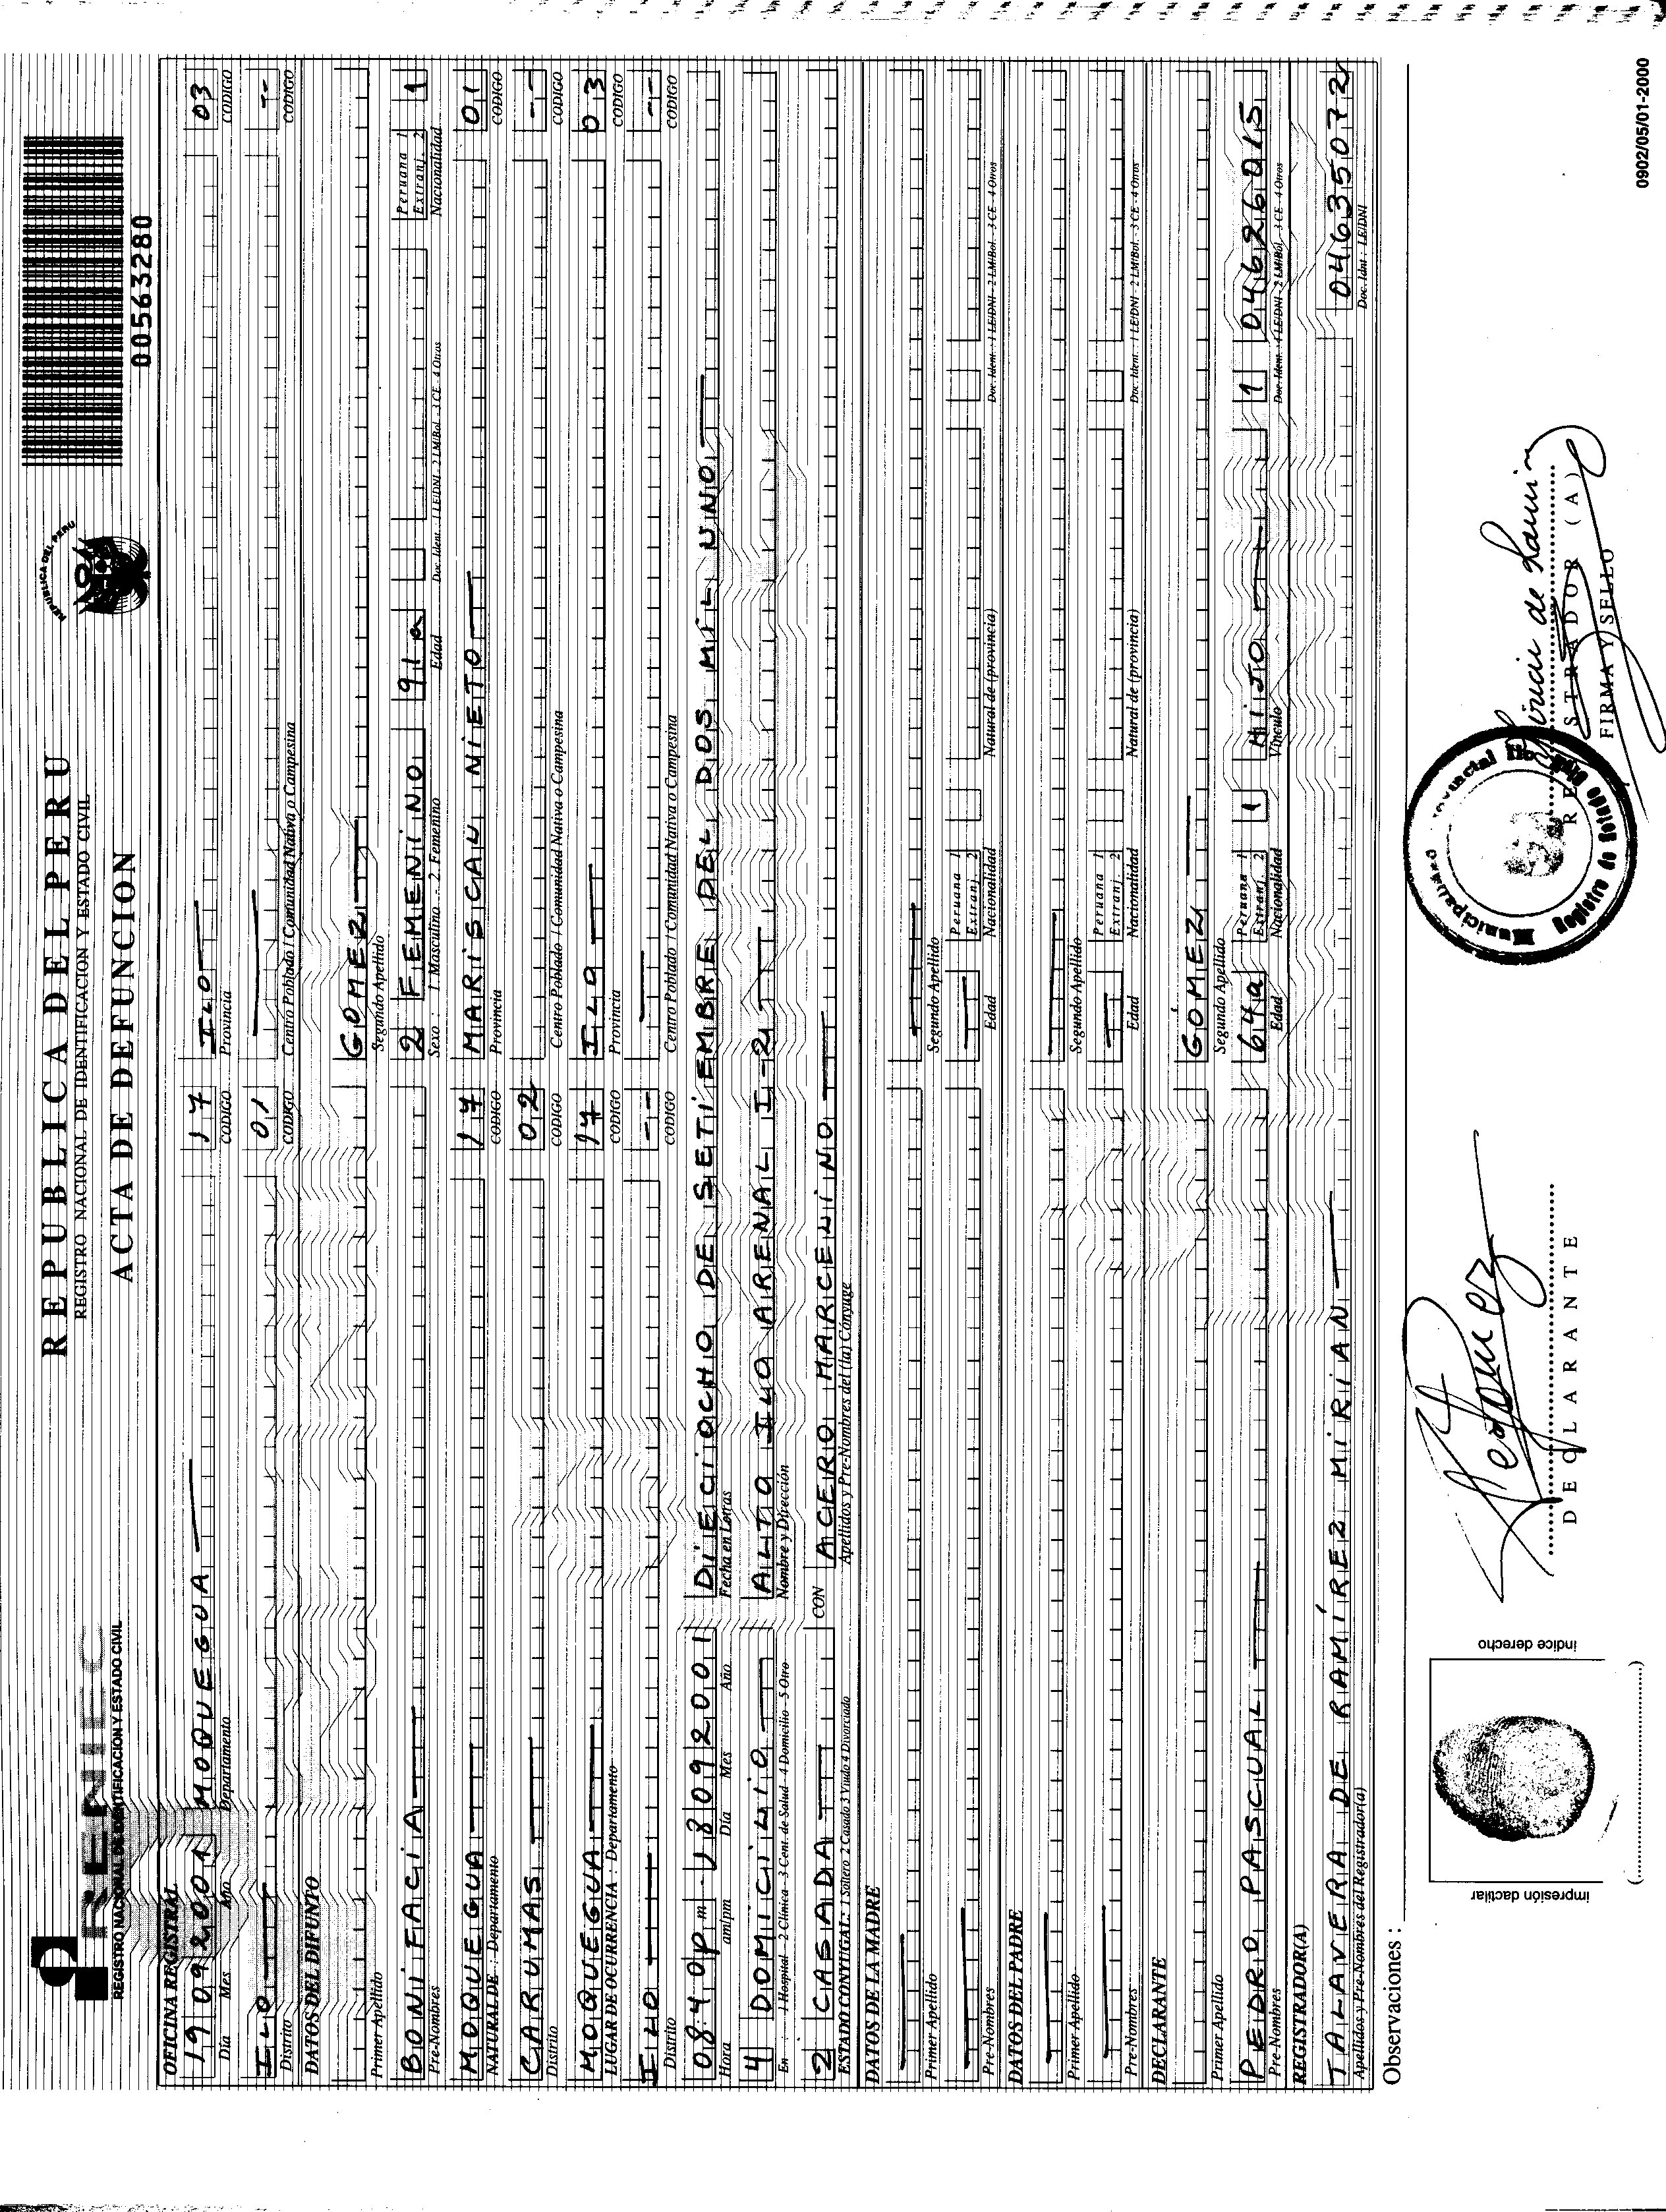 REPUBLICA DEL PERU
REPUBLICA DEL PERU
RENIEC
REGISTRO NACIONAL DE IDENTIFICACION Y ESTADO CIVIL
REGISTRO NACIONAL DE IDENTIFICACION Y ESTADO CIVIL
ACTA DE DEFUNCION
00563280
OFICINA REGISTRAL
19 09 2001 MOQUEGUA 17 ILO 03
Día Mes Año Departamento CODIGO Provincia CODIGO
ILO 01 --
Distrito CODIGO Centro Poblado / Comunidad Nativa o Campesina CODIGO
DATOS DEL DIFUNTO
GOMEZ
Primer Apellido Segundo Apellido
BONIFACIA 2 FEMENINO 91 a Peruana 1 Extranj. 2 1
Pre-Nombres Sexo : 1 Masculino - 2 Femenino Edad Doc. Ident. 1 LE/DNI - 2 LM/Bol. - 3 CE - 4 Otros Nacionalidad
MOQUEGUA 17 MARISCAL NIETO 01
NATURAL DE : Departamento CODIGO Provincia CODIGO
CARUMAS 02 --
Distrito CODIGO Centro Poblado / Comunidad Nativa o Campesina CODIGO
MOQUEGUA 17 ILO 03
LUGAR DE OCURRENCIA : Departamento CODIGO Provincia CODIGO
ILO -- --
Distrito CODIGO Centro Poblado / Comunidad Nativa o Campesina CODIGO
08:40 pm 18 09 2001 DIECIOCHO DE SETIEMBRE DEL DOS MIL UNO
Hora am/pm Día Mes Año Fecha en Letras
4 DOMICILIO ALTO ILO ARENAL I-21
En : 1 Hospital - 2 Clínica - 3 Cent. de Salud - 4 Domicilio - 5 Otro Nombre y Dirección
2 CASADA CON ACERO MARCELINO
ESTADO CONYUGAL: 1 Soltero 2 Casado 3 Viudo 4 Divorciado Apellidos y Pre-Nombres del (la) Cónyuge
DATOS DE LA MADRE
Primer Apellido Segundo Apellido
Peruana 1 Extranj. 2
Pre-Nombres Edad Nacionalidad Natural de (provincia) Doc. Ident. : 1 LE/DNI - 2 LM/Bol. - 3 CE - 4 Otros
DATOS DEL PADRE
Primer Apellido Segundo Apellido
Peruana 1 Extranj. 2
Pre-Nombres Edad Nacionalidad Natural de (provincia) Doc. Ident. : 1 LE/DNI - 2 LM/Bol. - 3 CE - 4 Otros
DECLARANTE
GÓMEZ
Primer Apellido Segundo Apellido
PEDRO PASCUAL 64a Peruana 1 Extranj. 2 1 HIJO 1 04626015
Pre-Nombres Edad Nacionalidad Vínculo Doc. Ident. : 1 LE/DNI - 2 LM/Bol. - 3 CE - 4 Otros
REGISTRADOR(A)
TALAVERA DE RAMÍREZ MIRIAN 04635072
Apellidos y Pre-Nombres del Registrador(a) Doc. Idnt : LE/DNI
Observaciones :
impresión dactilar
índice derecho
DECLARANTE
Municipalidad Provincial Ilo
Registro de Estado Civil
REGISTRADOR (A)
FIRMA Y SELLO
0902/05/01-2000